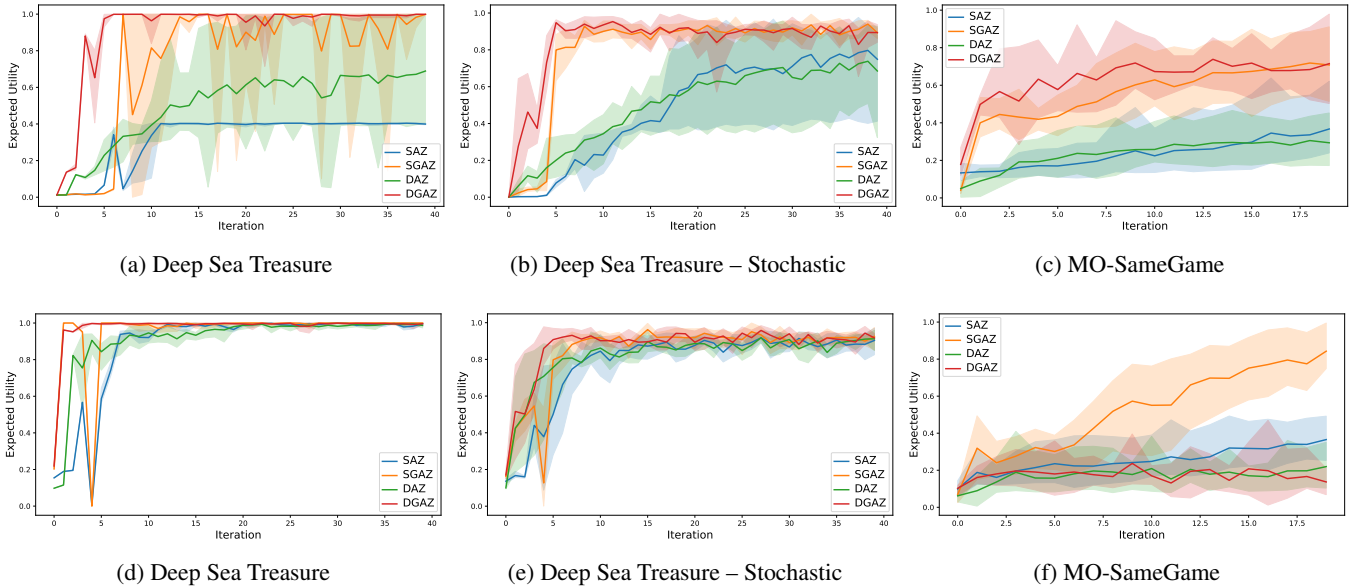 1.0
0.8
0.6
0.4
0.2
0.0
Expected Utility
0 5 10 15 20 25 30 35 40
Iteration
SAZ
SGAZ
DAZ
DGAZ
(a) Deep Sea Treasure
1.0
0.8
0.6
0.4
0.2
0.0
Expected Utility
0 5 10 15 20 25 30 35 40
Iteration
SAZ
SGAZ
DAZ
DGAZ
(b) Deep Sea Treasure – Stochastic
1.0
0.8
0.6
0.4
0.2
0.0
Expected Utility
0.0 2.5 5.0 7.5 10.0 12.5 15.0 17.5
Iteration
SAZ
SGAZ
DAZ
DGAZ
(c) MO-SameGame
1.0
0.8
0.6
0.4
0.2
0.0
Expected Utility
0 5 10 15 20 25 30 35 40
Iteration
SAZ
SGAZ
DAZ
DGAZ
(d) Deep Sea Treasure
1.0
0.8
0.6
0.4
0.2
0.0
Expected Utility
0 5 10 15 20 25 30 35 40
Iteration
SAZ
SGAZ
DAZ
DGAZ
(e) Deep Sea Treasure – Stochastic
1.0
0.8
0.6
0.4
0.2
0.0
Expected Utility
0.0 2.5 5.0 7.5 10.0 12.5 15.0 17.5
Iteration
SAZ
SGAZ
DAZ
DGAZ
(f) MO-SameGame